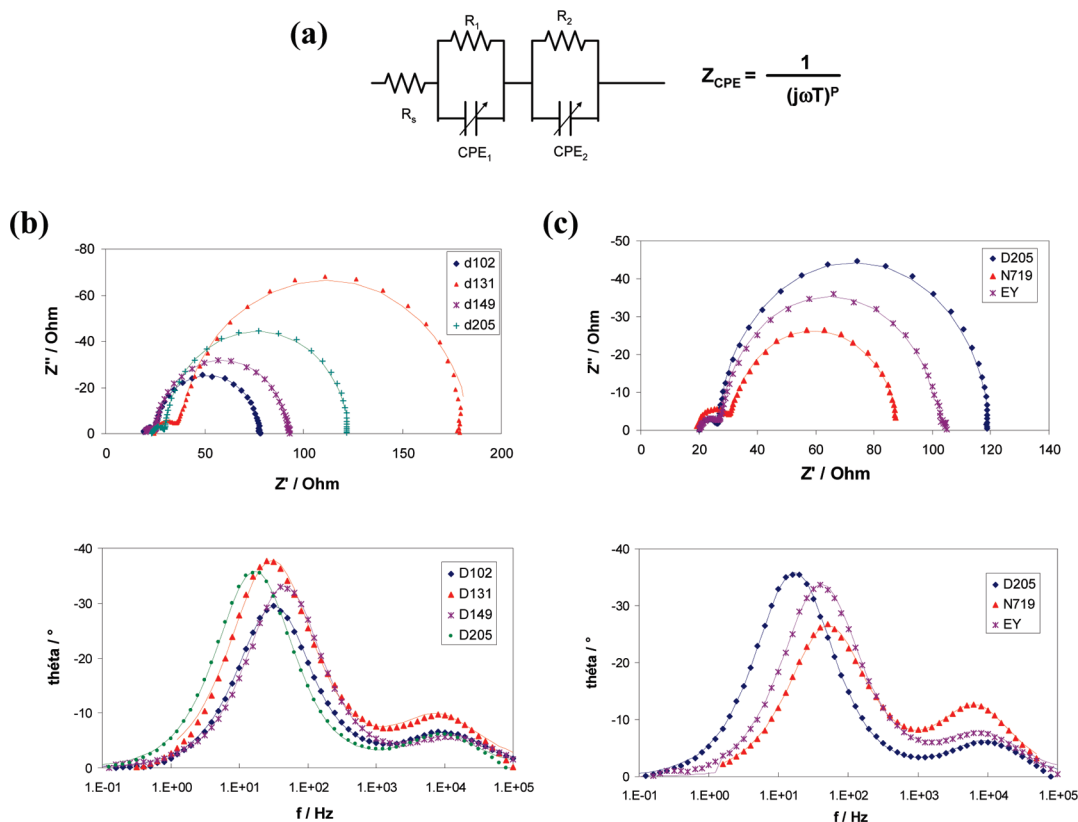 (a)
R1
R2
Rs
CPE1
CPE2
ZCPE = 1 / (jωT)^P
(b)
-80
-60
-40
-20
0
0
50
100
150
200
Z'' / Ohm
Z' / Ohm
d102
d131
d149
d205
(c)
-50
-40
-30
-20
-10
0
0
20
40
60
80
100
120
140
Z'' / Ohm
Z' / Ohm
D205
N719
EY
-40
-30
-20
-10
0
1.E-01
1.E+00
1.E+01
1.E+02
1.E+03
1.E+04
1.E+05
théta / °
f / Hz
D102
D131
D149
D205
-40
-30
-20
-10
0
1.E-01
1.E+00
1.E+01
1.E+02
1.E+03
1.E+04
1.E+05
théta / °
f / Hz
D205
N719
EY